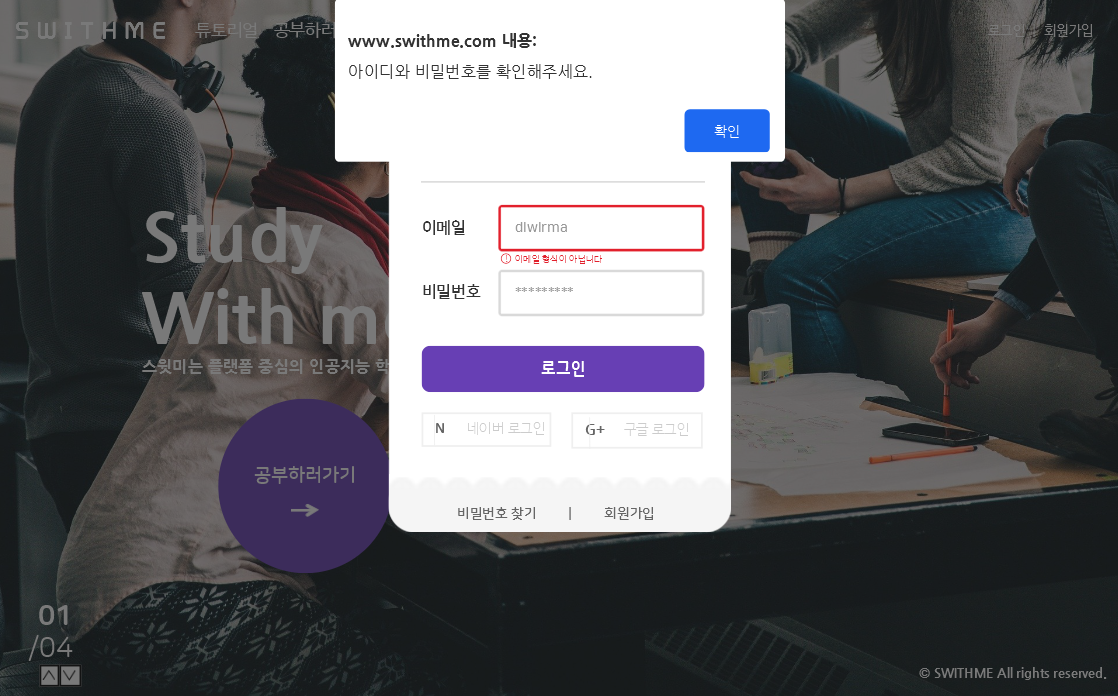 SWITHME 튜토리얼 공부하러
로그인 | 회원가입
www.swithme.com 내용:
아이디와 비밀번호를 확인해주세요.
확인
이메일 dlwlrma
이메일 형식이 아닙니다
비밀번호 *********
로그인
N 네이버 로그인
G+ 구글 로그인
비밀번호 찾기 | 회원가입
Study
With m
스윗미는 플랫폼 중심의 인공지능 학
공부하러가기
01
/04
© SWITHME All rights reserved.